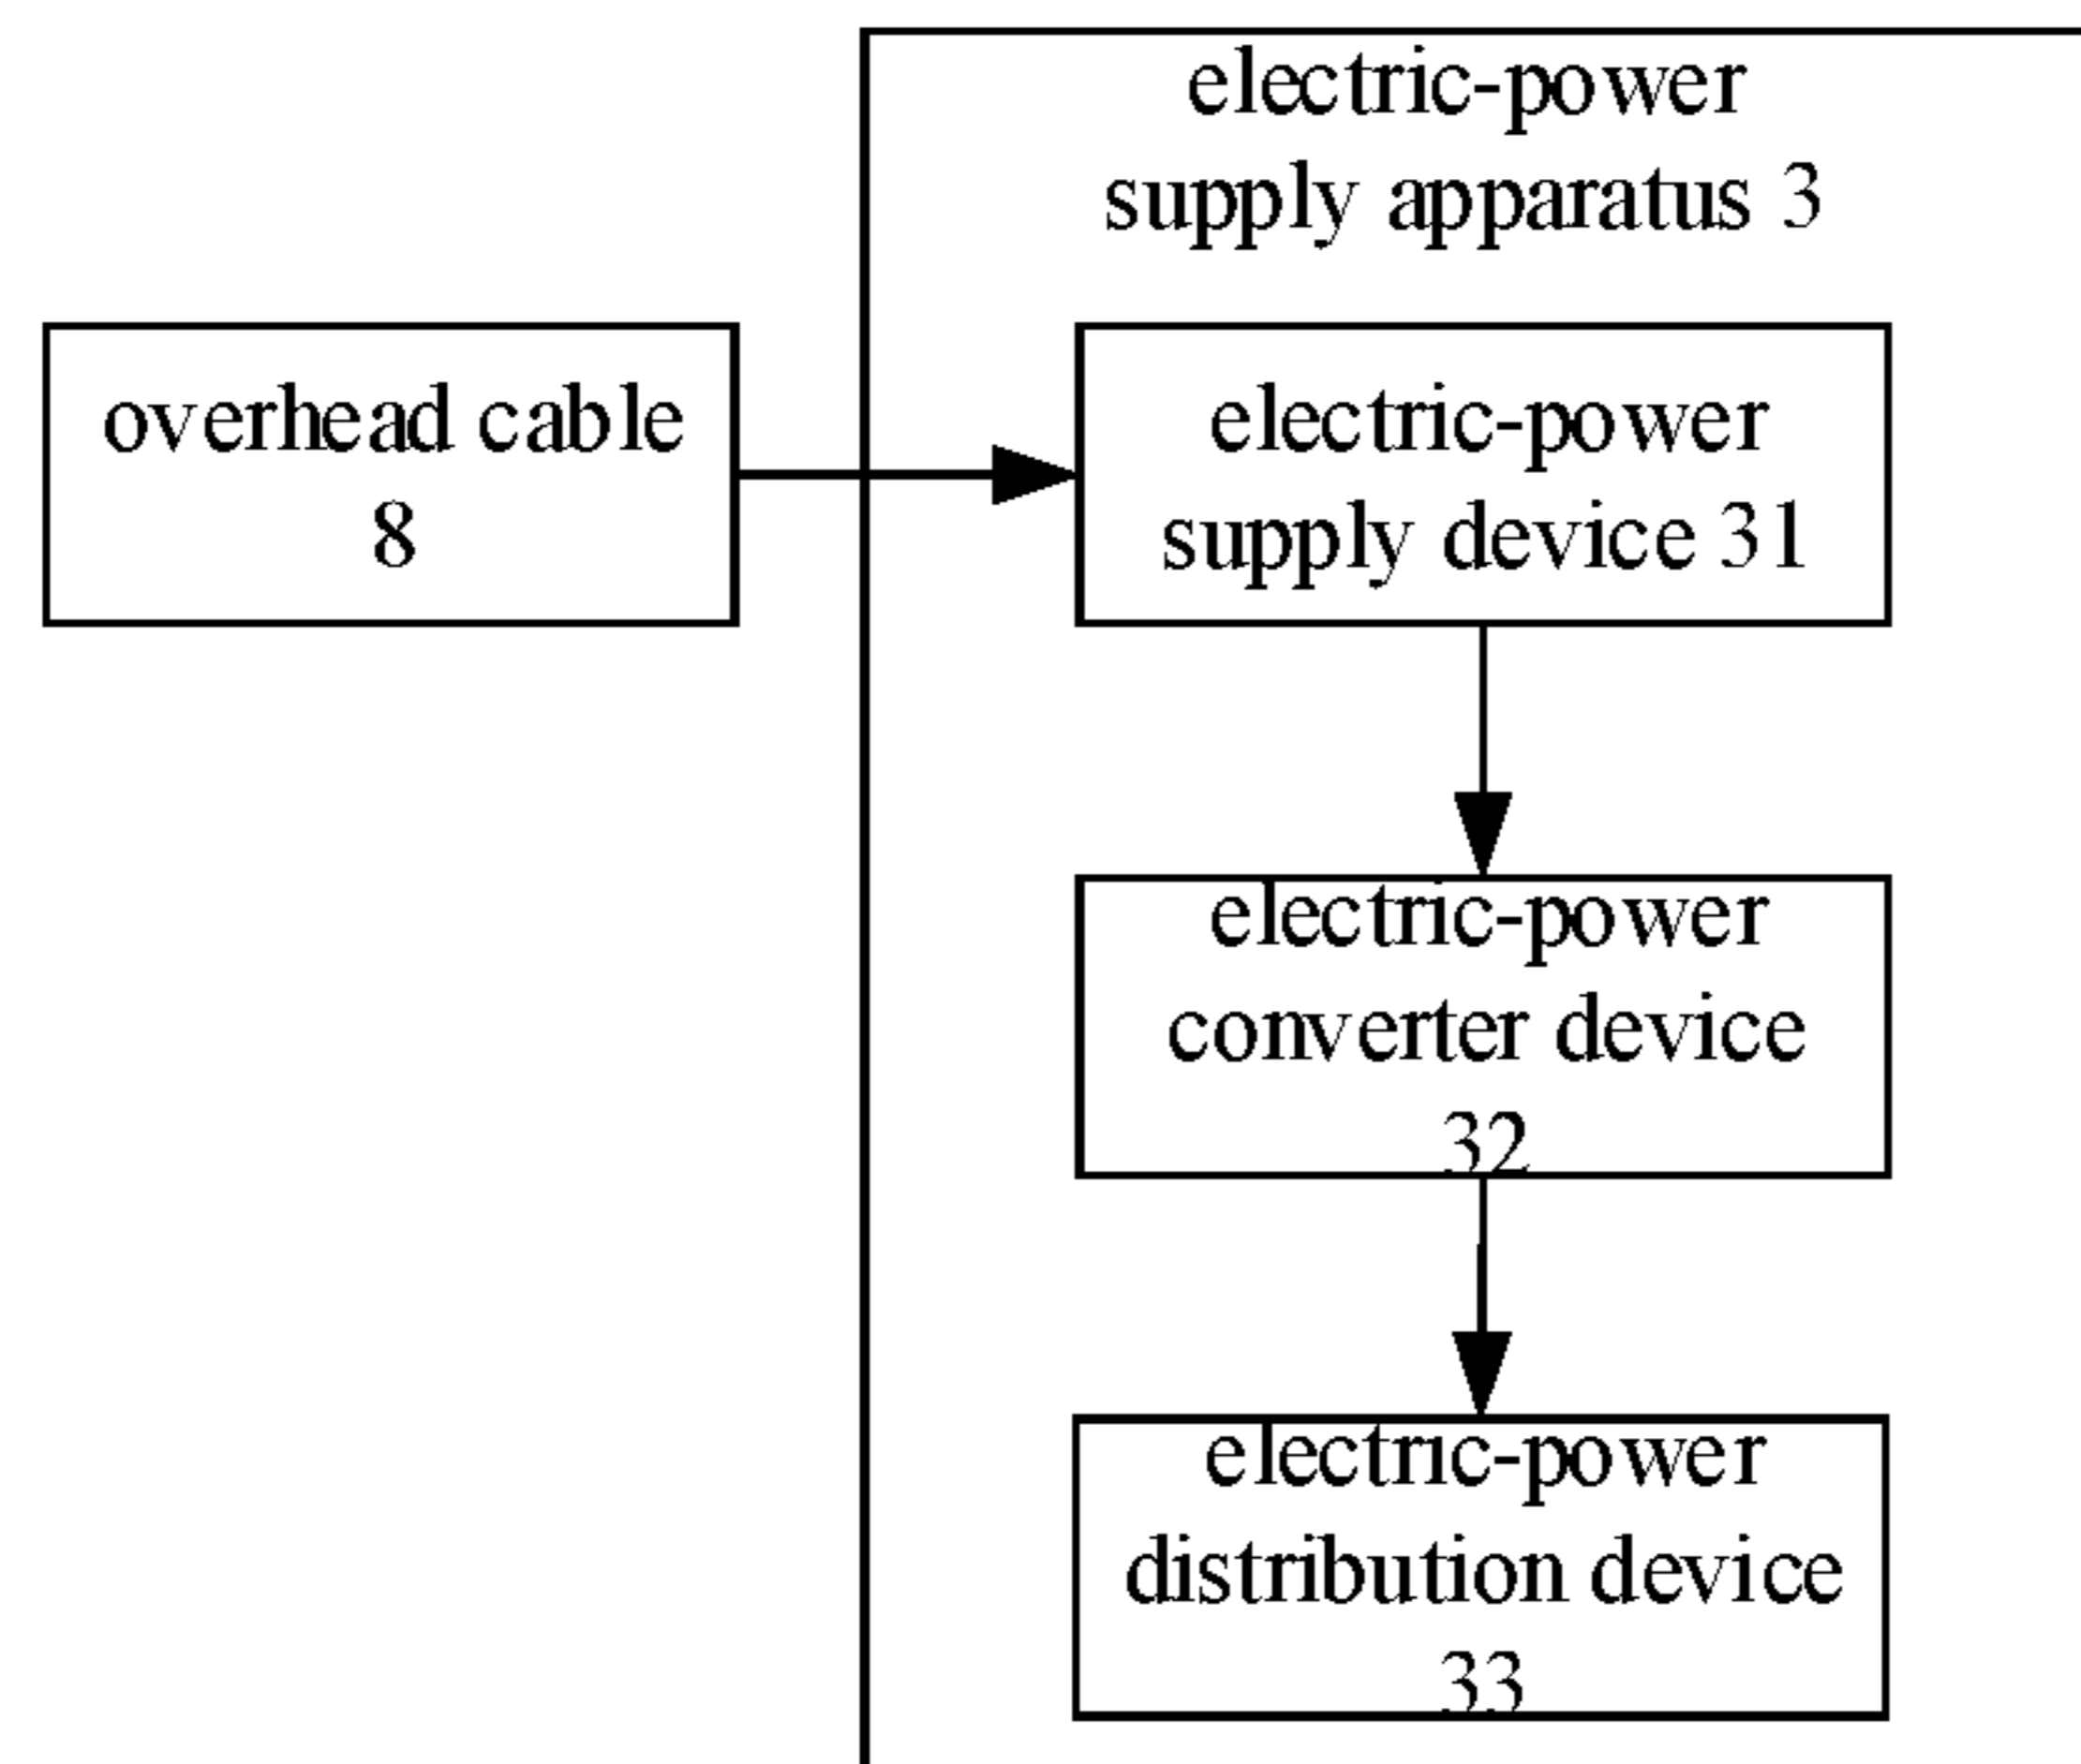 electric-power
supply apparatus 3
overhead cable
8
electric-power
supply device 31
electric-power
converter device
32
electric-power
distribution device
33